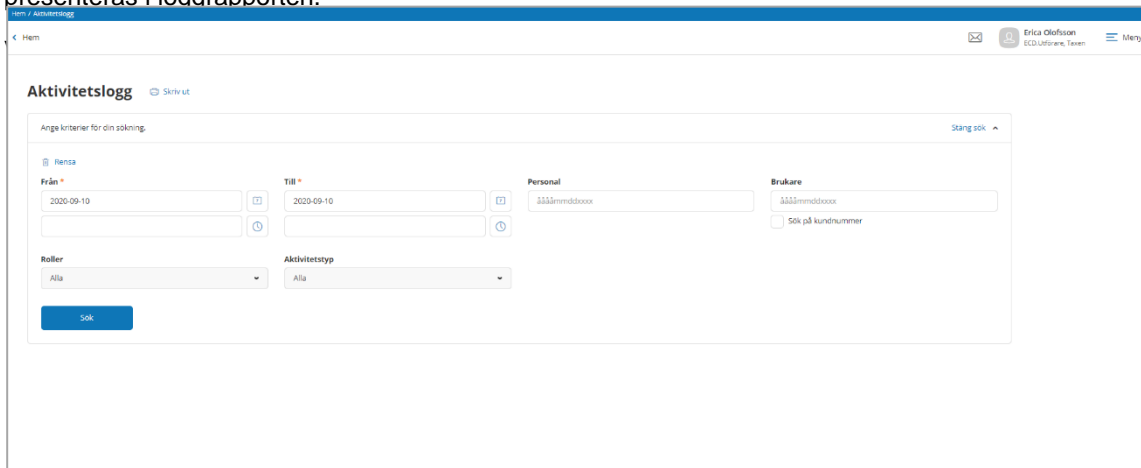 presenteras i loggrapporten.
Hem / Aktivitetslogg
Hem
Erica Olofsson
ECD.Utförare, Taxen
Meny
Aktivitetslogg Skriv ut
Ange kriterier för din sökning.
Stäng sök
Rensa
Från * Till * Personal Brukare
2020-09-10 2020-09-10 ååååmmddxxxx ååååmmddxxxx
Sök på kundnummer
Roller Aktivitetstyp
Alla Alla
Sök